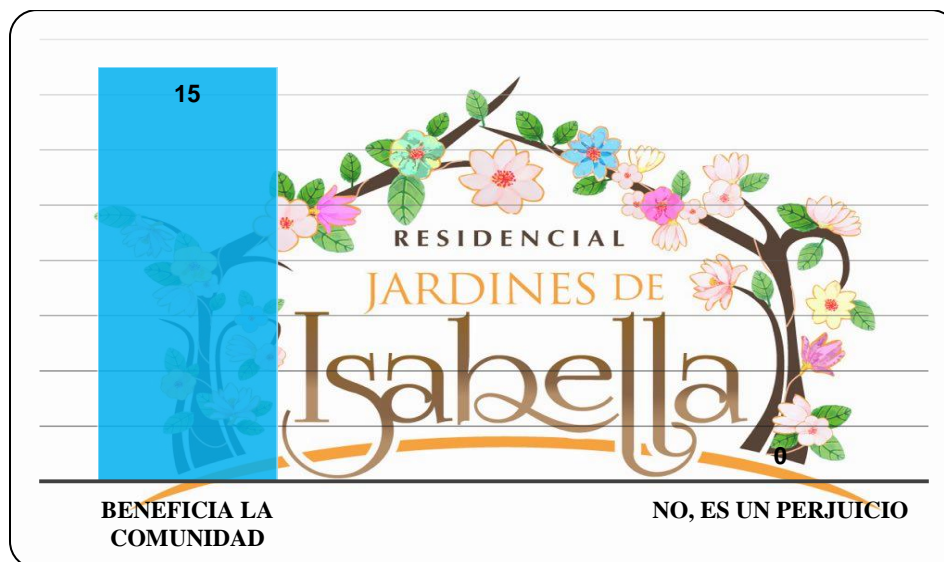 15
RESIDENCIAL
JARDINES DE
Isabella
0
BENEFICIA LA
COMUNIDAD
NO, ES UN PERJUICIO